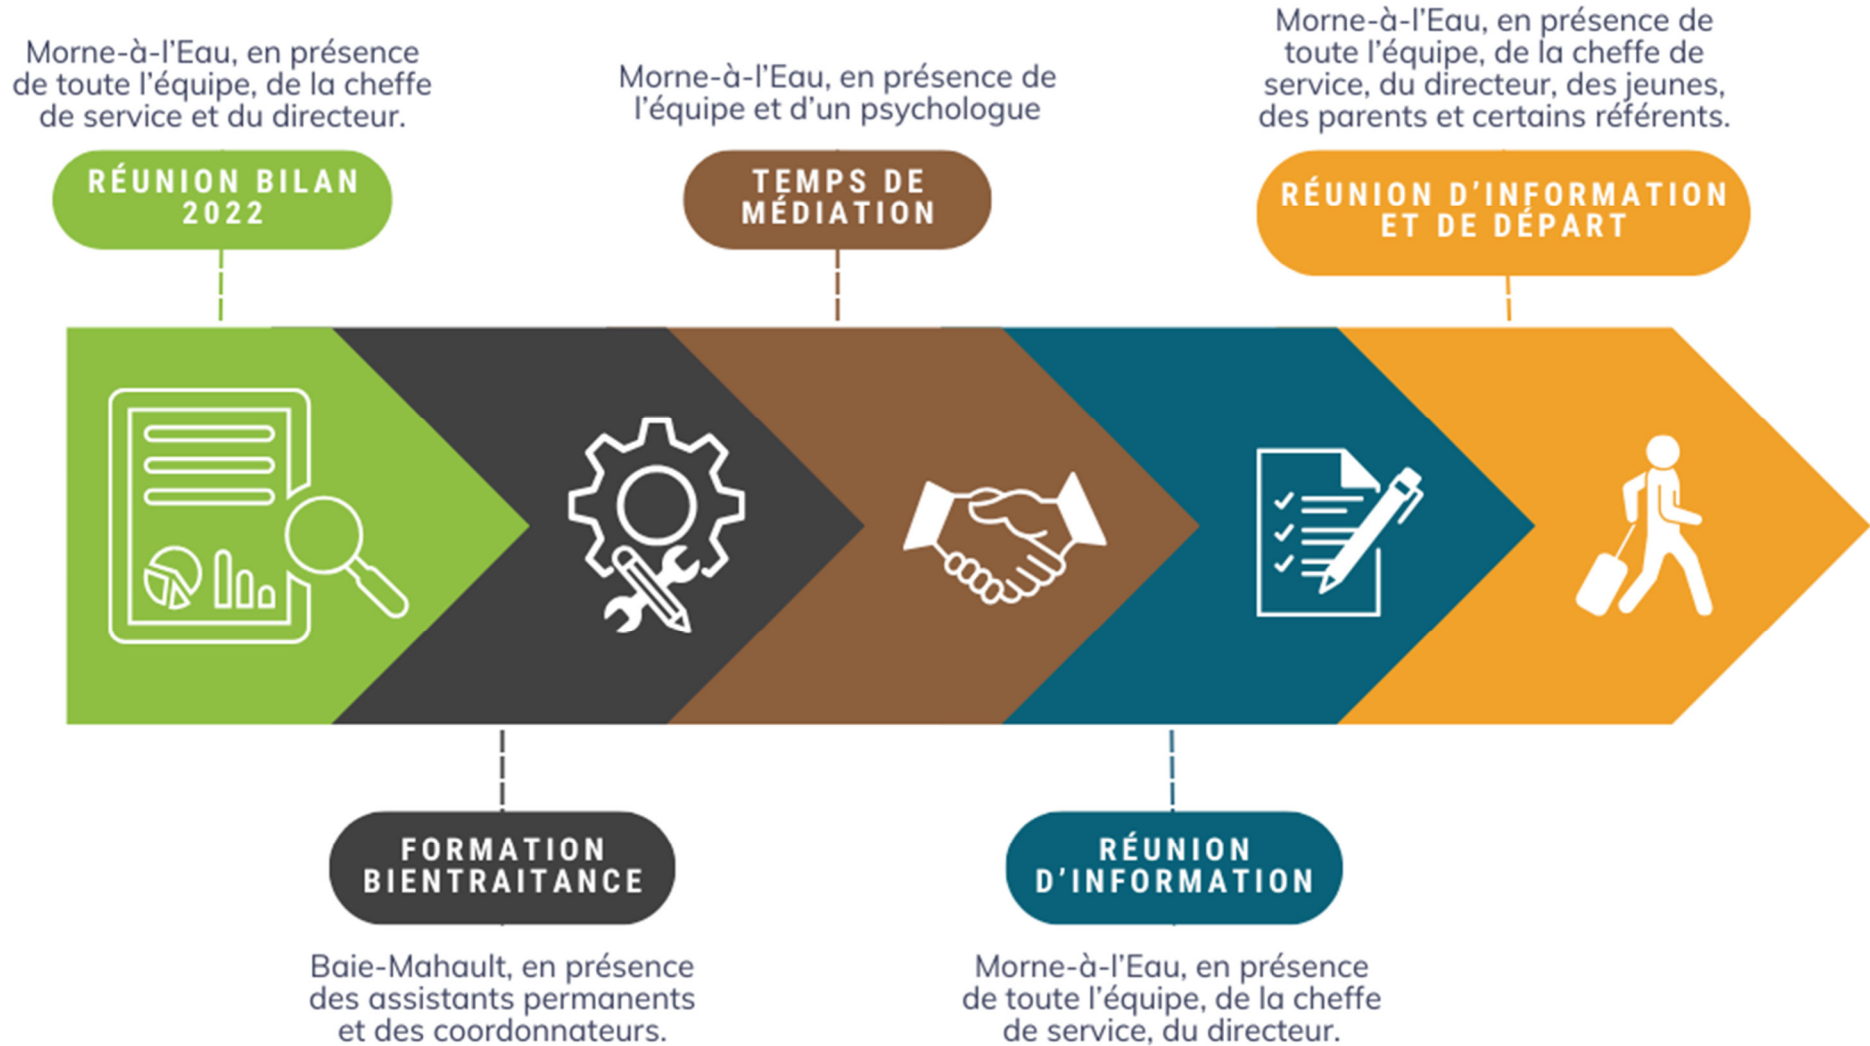 Morne-à-l’Eau, en présence
de toute l’équipe, de la cheffe
de service et du directeur.
RÉUNION BILAN
2022
Morne-à-l’Eau, en présence de
l’équipe et d’un psychologue
TEMPS DE
MÉDIATION
Morne-à-l’Eau, en présence de
toute l’équipe, de la cheffe de
service, du directeur, des jeunes,
des parents et certains référents.
RÉUNION D’INFORMATION
ET DE DÉPART
FORMATION
BIENTRAITANCE
Baie-Mahault, en présence
des assistants permanents
et des coordonnateurs.
RÉUNION
D’INFORMATION
Morne-à-l’Eau, en présence
de toute l’équipe, de la cheffe
de service, du directeur.